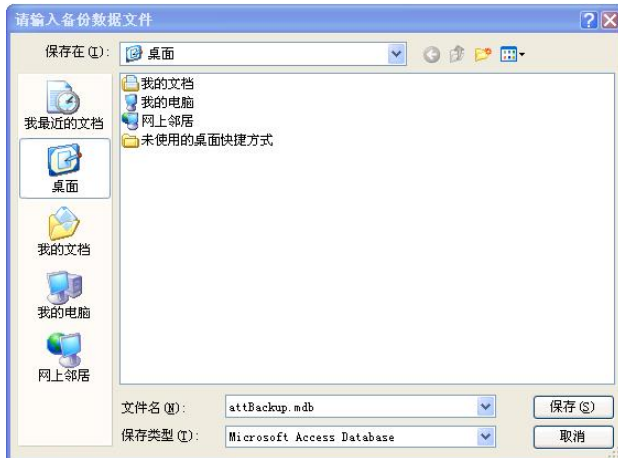 请输入备份数据文件
保存在(I):
桌面
我最近的文档
桌面
我的文档
我的电脑
网上邻居
我的文档
我的电脑
网上邻居
未使用的桌面快捷方式
文件名(N):
attBackup.mdb
保存(S)
保存类型(T):
Microsoft Access Database
取消